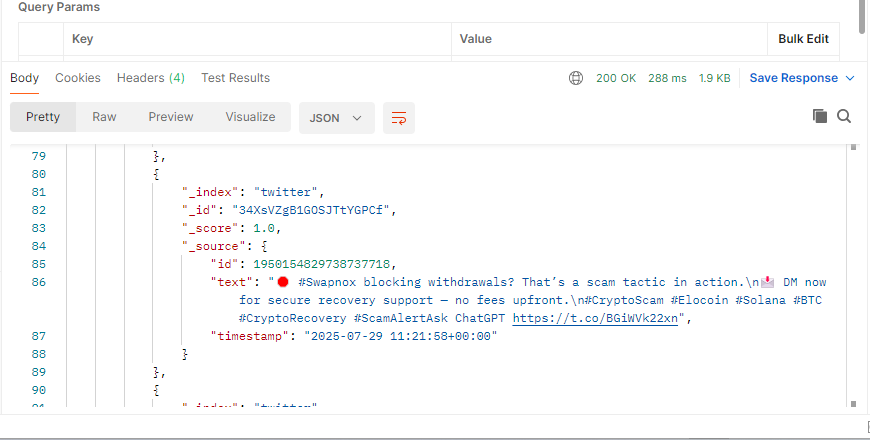 Query Params
Key Value Bulk Edit
Body Cookies Headers (4) Test Results 200 OK 288 ms 1.9 KB Save Response
Pretty Raw Preview Visualize JSON
79 },
80 {
81 "_index": "twitter",
82 "_id": "34XsVZgB1GOSJTtYGPCf",
83 "_score": 1.0,
84 "_source": {
85 "id": 1950154829738737718,
86 "text": "🛑 #Swapnox blocking withdrawals? That’s a scam tactic in action.\n📩 DM now
for secure recovery support — no fees upfront.\n#CryptoScam #Elocoin #Solana #BTC
#CryptoRecovery #ScamAlertAsk ChatGPT https://t.co/BGiWVk22xn",
87 "timestamp": "2025-07-29 11:21:58+00:00"
88 }
89 },
90 {
91 "_index": "twitter"